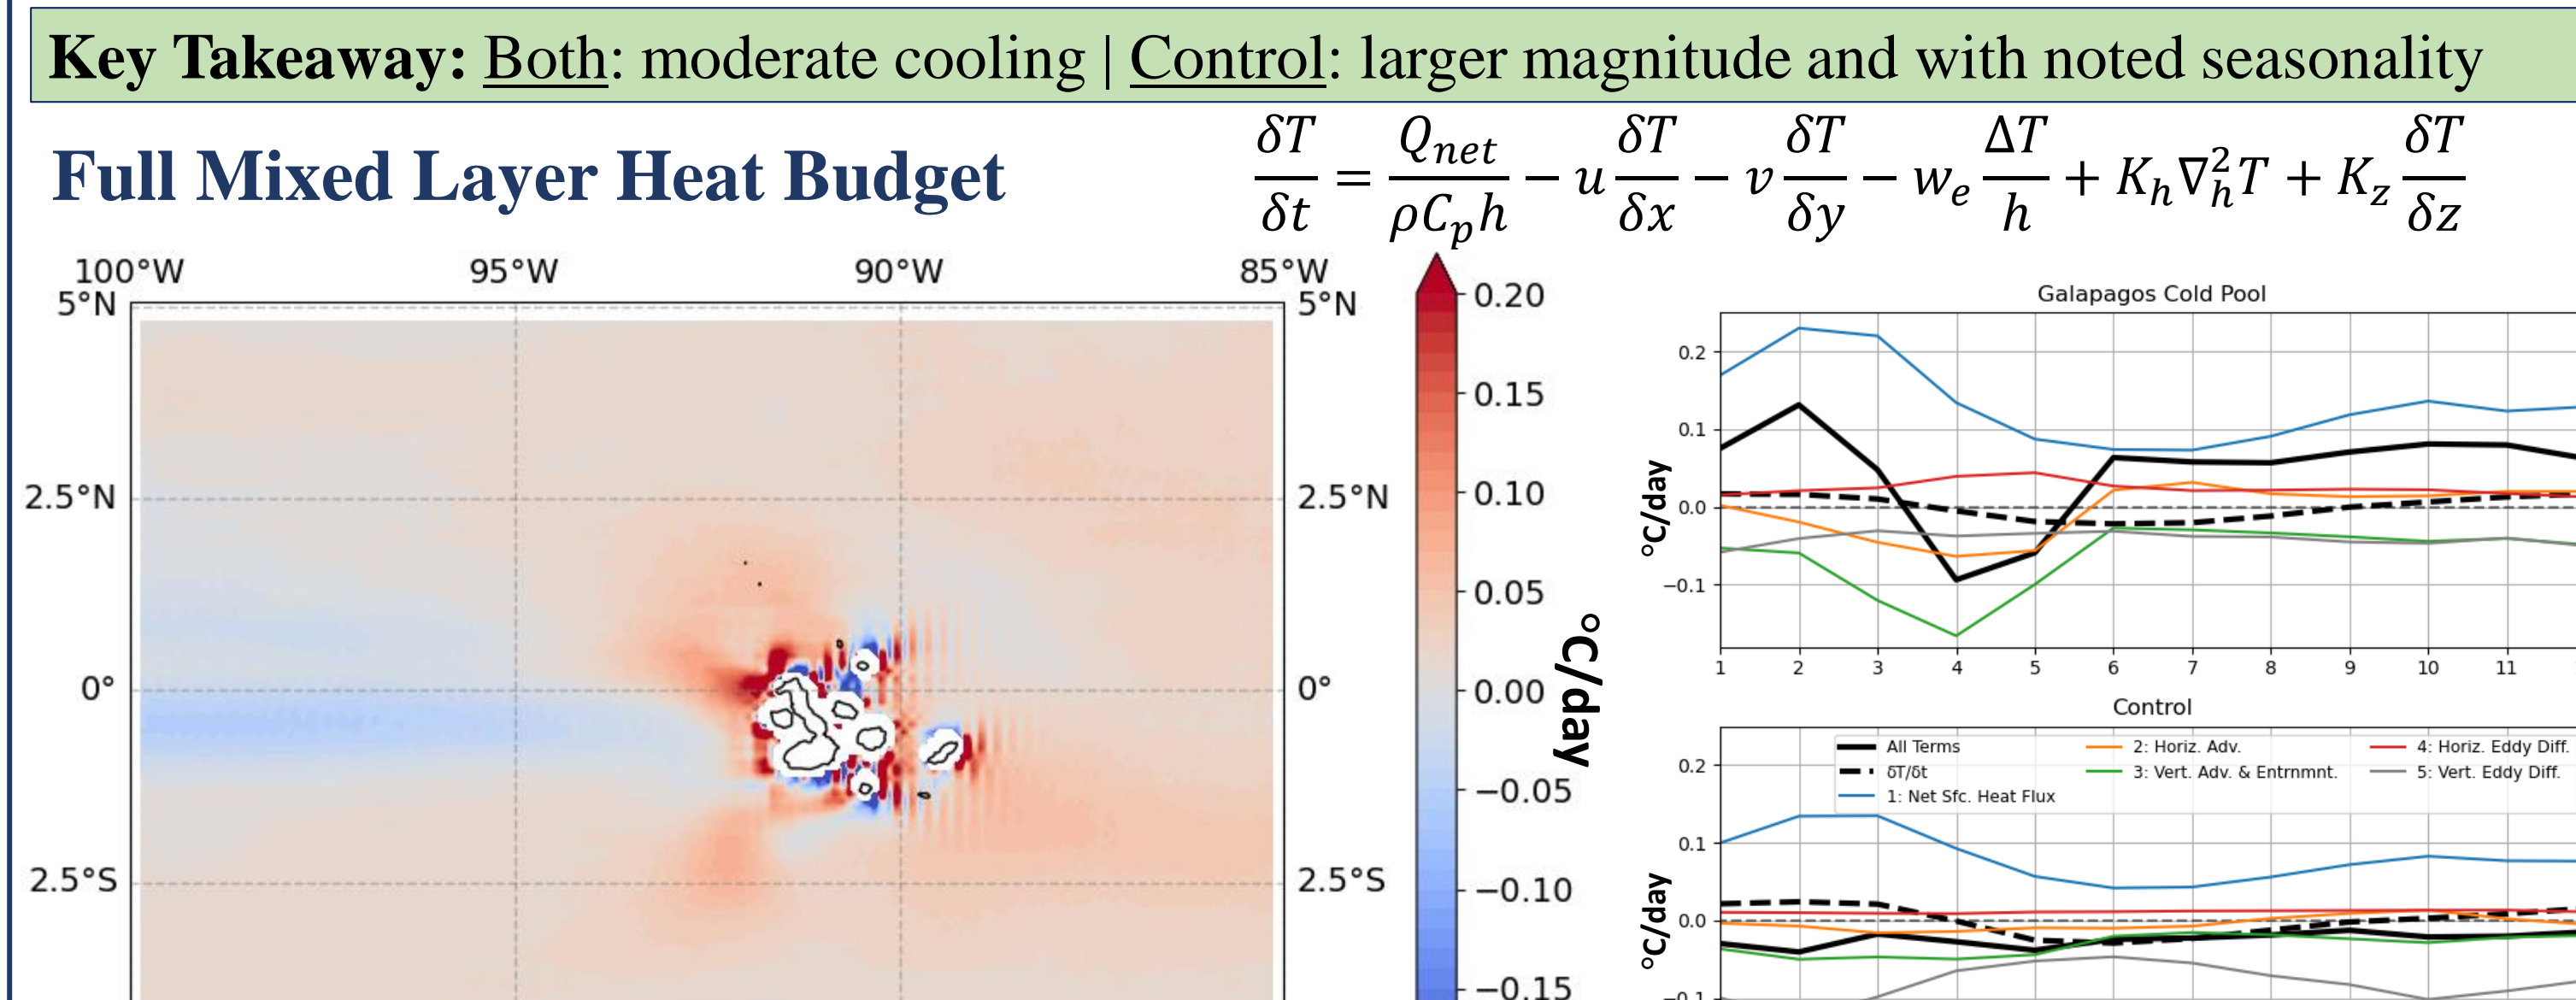 Key Takeaway: Both: moderate cooling | Control: larger magnitude and with noted seasonality
Full Mixed Layer Heat Budget
δT/δt = Q_net/(ρC_p h) − u δT/δx − v δT/δy − w_e ΔT/h + K_h ∇_h^2 T + K_z δT/δz
100°W 95°W 90°W 85°W
5°N 5°N
2.5°N 2.5°N
0° 0°
2.5°S 2.5°S
0.20
0.15
0.10
0.05
0.00
−0.05
−0.10
−0.15
°C/day
Galapagos Cold Pool
0.2
0.1
0.0
−0.1
°C/day
1 2 3 4 5 6 7 8 9 10 11
Control
All Terms
δT/δt
1: Net Sfc. Heat Flux
2: Horiz. Adv.
3: Vert. Adv. & Entrnmnt.
4: Horiz. Eddy Diff.
5: Vert. Eddy Diff.
0.2
0.1
0.0
−0.1
°C/day